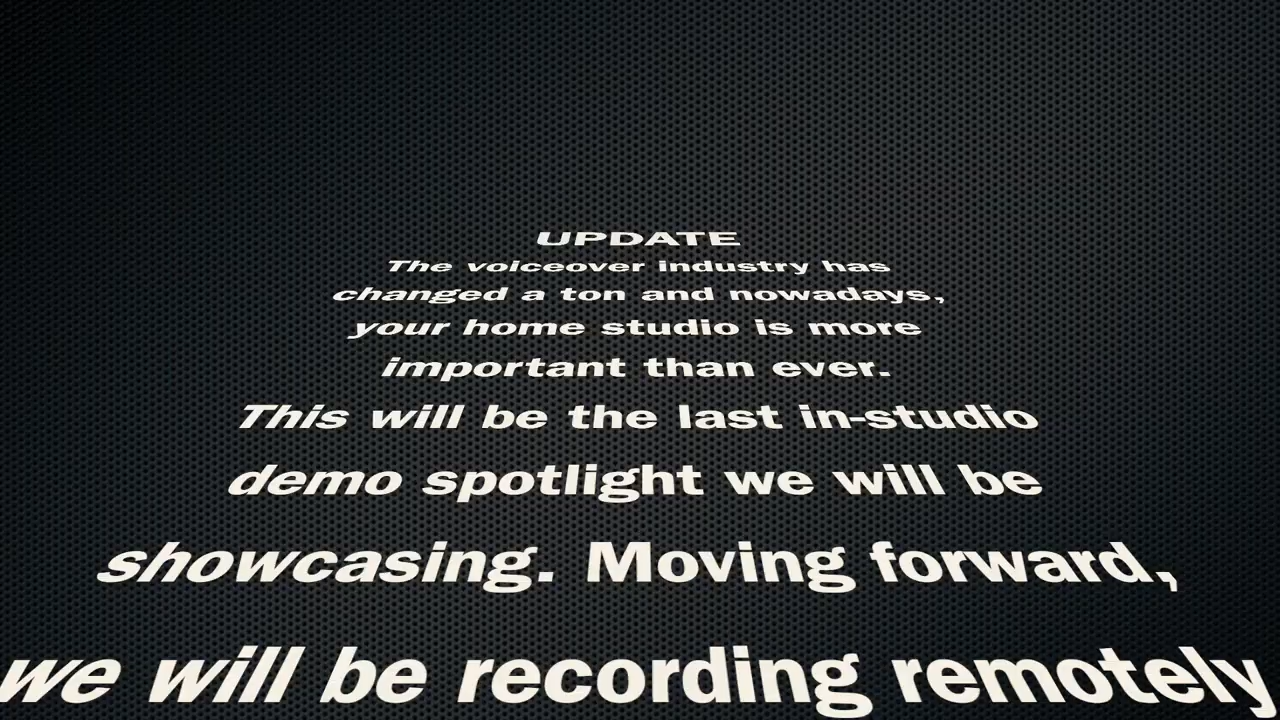 UPDATE
The voiceover industry has
changed a ton and nowadays,
your home studio is more
important than ever.
This will be the last in-studio
demo spotlight we will be
showcasing. Moving forward,
we will be recording remotely